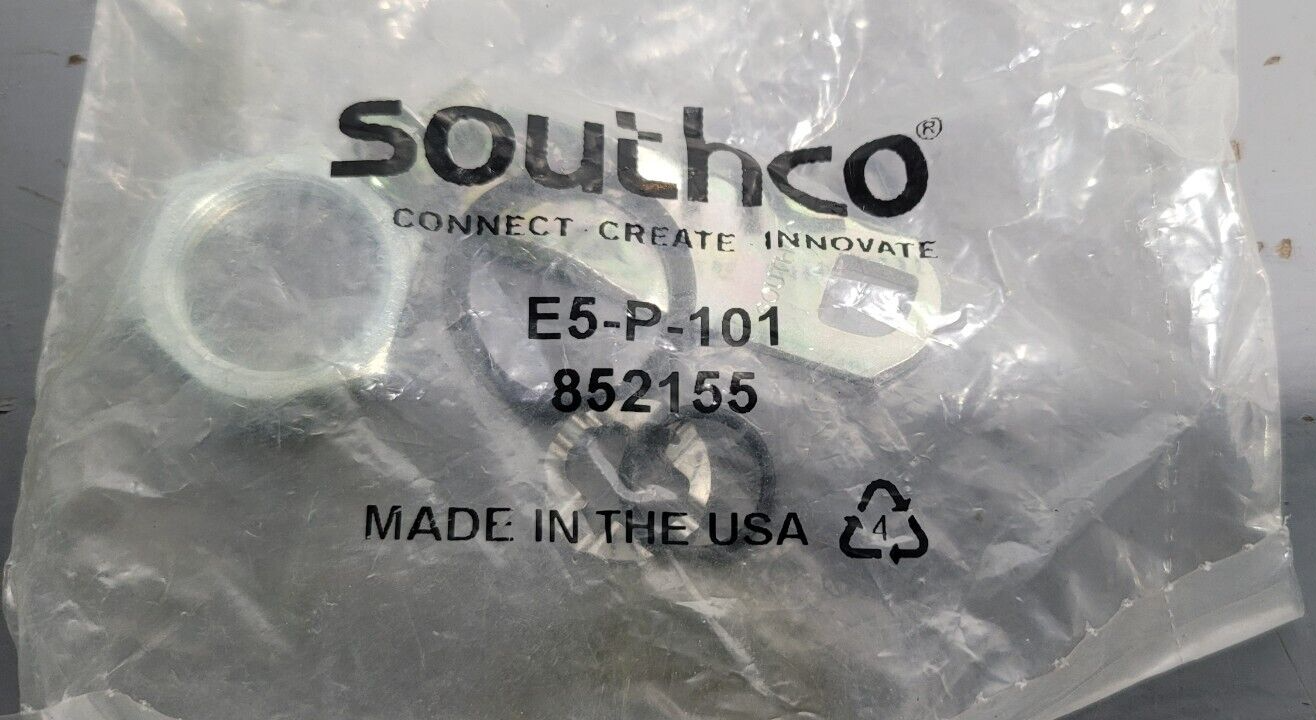 southco®
CONNECT · CREATE · INNOVATE
E5-P-101
852155
MADE IN THE USA
4